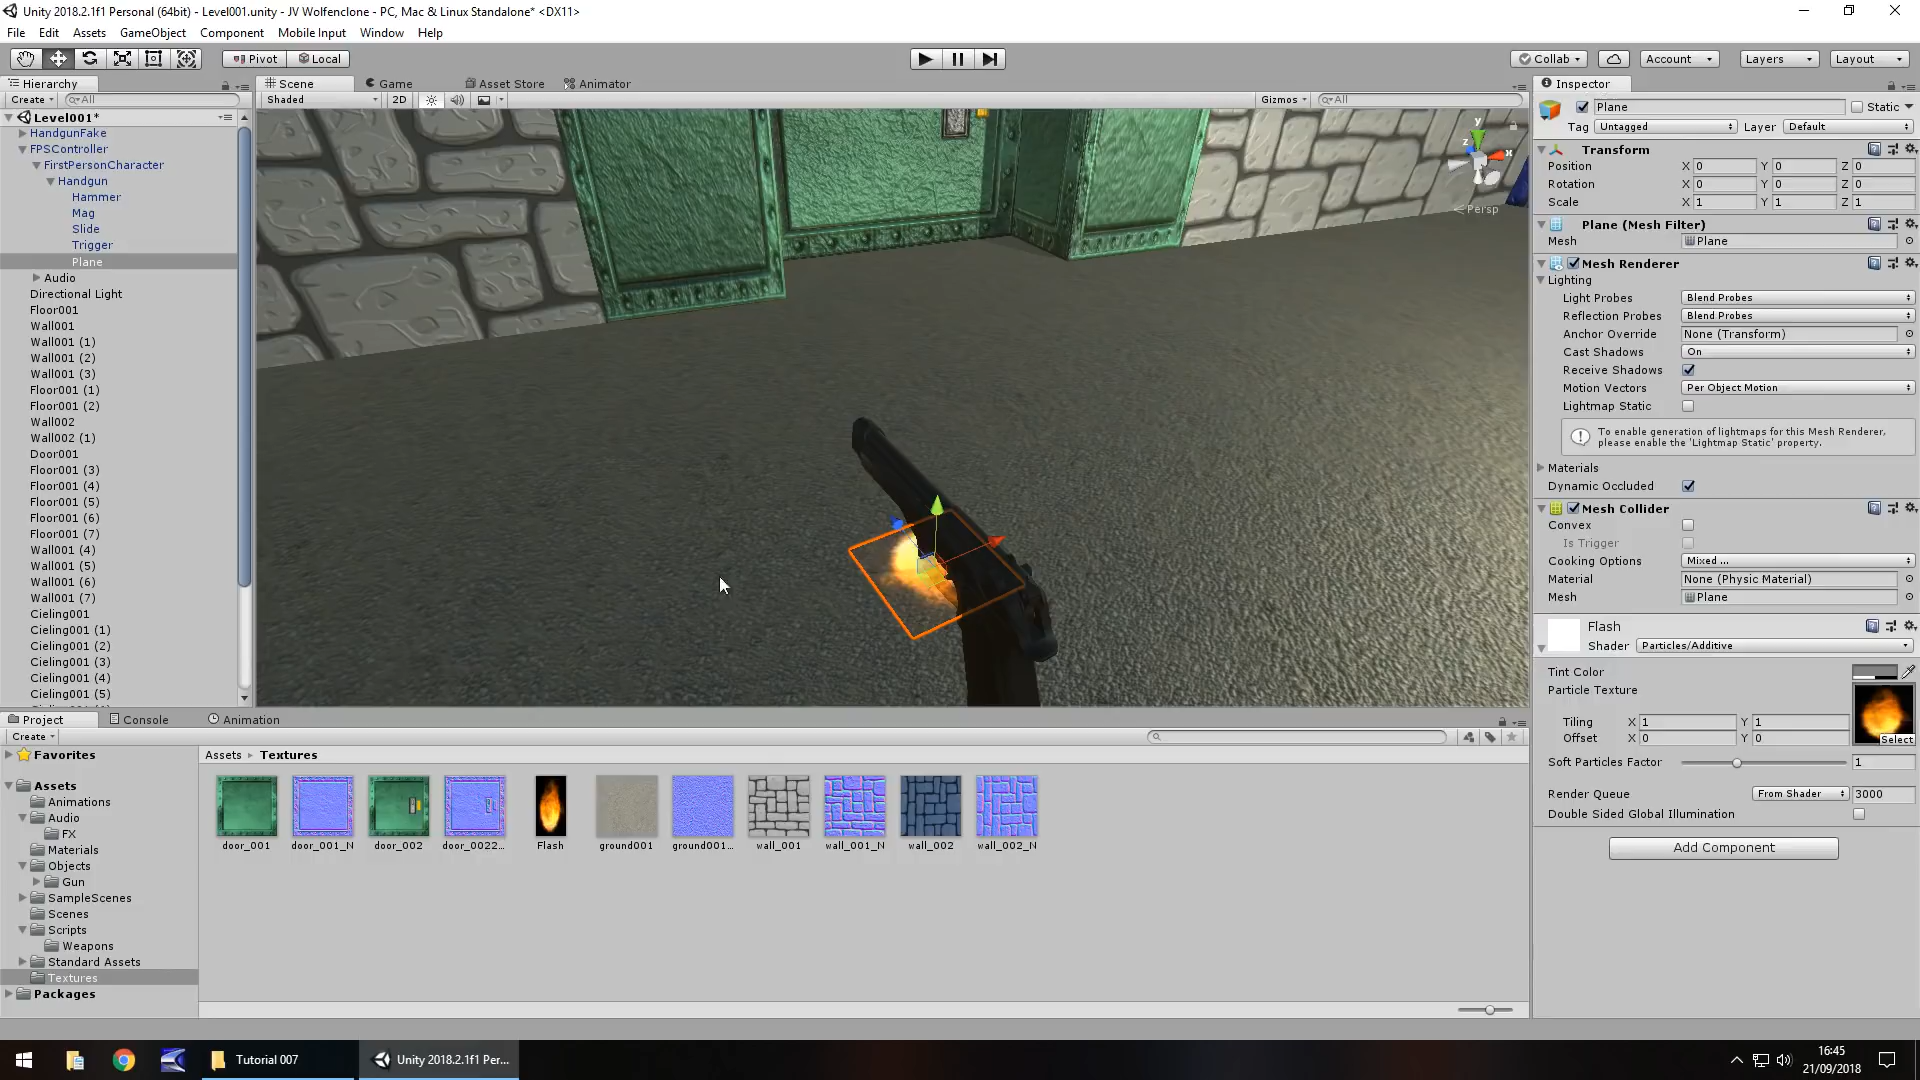 Unity 2018.2.1f1 Personal (64bit) - Level001.unity - JV Wolfenclone - PC, Mac & Linux Standalone* <DX11>
File Edit Assets GameObject Component Mobile Input Window Help
Pivot Local Collab Account Layers Layout
Hierarchy Scene Game Asset Store Animator Inspector
Create All Shaded 2D Gizmos All
Level001*
HandgunFake
FPSController
FirstPersonCharacter
Handgun
Hammer
Mag
Slide
Trigger
Plane
Audio
Directional Light
Floor001
Wall001
Wall001 (1)
Wall001 (2)
Wall001 (3)
Floor001 (1)
Floor001 (2)
Wall002
Wall002 (1)
Door001
Floor001 (3)
Floor001 (4)
Floor001 (5)
Floor001 (6)
Floor001 (7)
Wall001 (4)
Wall001 (5)
Wall001 (6)
Wall001 (7)
Cieling001
Cieling001 (1)
Cieling001 (2)
Cieling001 (3)
Cieling001 (4)
Cieling001 (5)
y
z x
Persp
Plane Static
Tag Untagged Layer Default
Transform
Position X 0 Y 0 Z 0
Rotation X 0 Y 0 Z 0
Scale X 1 Y 1 Z 1
Plane (Mesh Filter)
Mesh Plane
Mesh Renderer
Lighting
Light Probes Blend Probes
Reflection Probes Blend Probes
Anchor Override None (Transform)
Cast Shadows On
Receive Shadows
Motion Vectors Per Object Motion
Lightmap Static
To enable generation of lightmaps for this Mesh Renderer,
please enable the 'Lightmap Static' property.
Materials
Dynamic Occluded
Mesh Collider
Convex
Is Trigger
Cooking Options Mixed ...
Material None (Physic Material)
Mesh Plane
Flash
Shader Particles/Additive
Tint Color
Particle Texture
Tiling X 1 Y 1
Offset X 0 Y 0
Select
Soft Particles Factor 1
Render Queue From Shader 3000
Double Sided Global Illumination
Add Component
Project Console Animation
Create
Favorites
Assets
Animations
Audio
FX
Materials
Objects
Gun
SampleScenes
Scenes
Scripts
Weapons
Standard Assets
Textures
Packages
Assets Textures
door_001 door_001_N door_002 door_0022... Flash ground001 ground001... wall_001 wall_001_N wall_002 wall_002_N
Tutorial 007 Unity 2018.2.1f1 Per...
16:45
21/09/2018